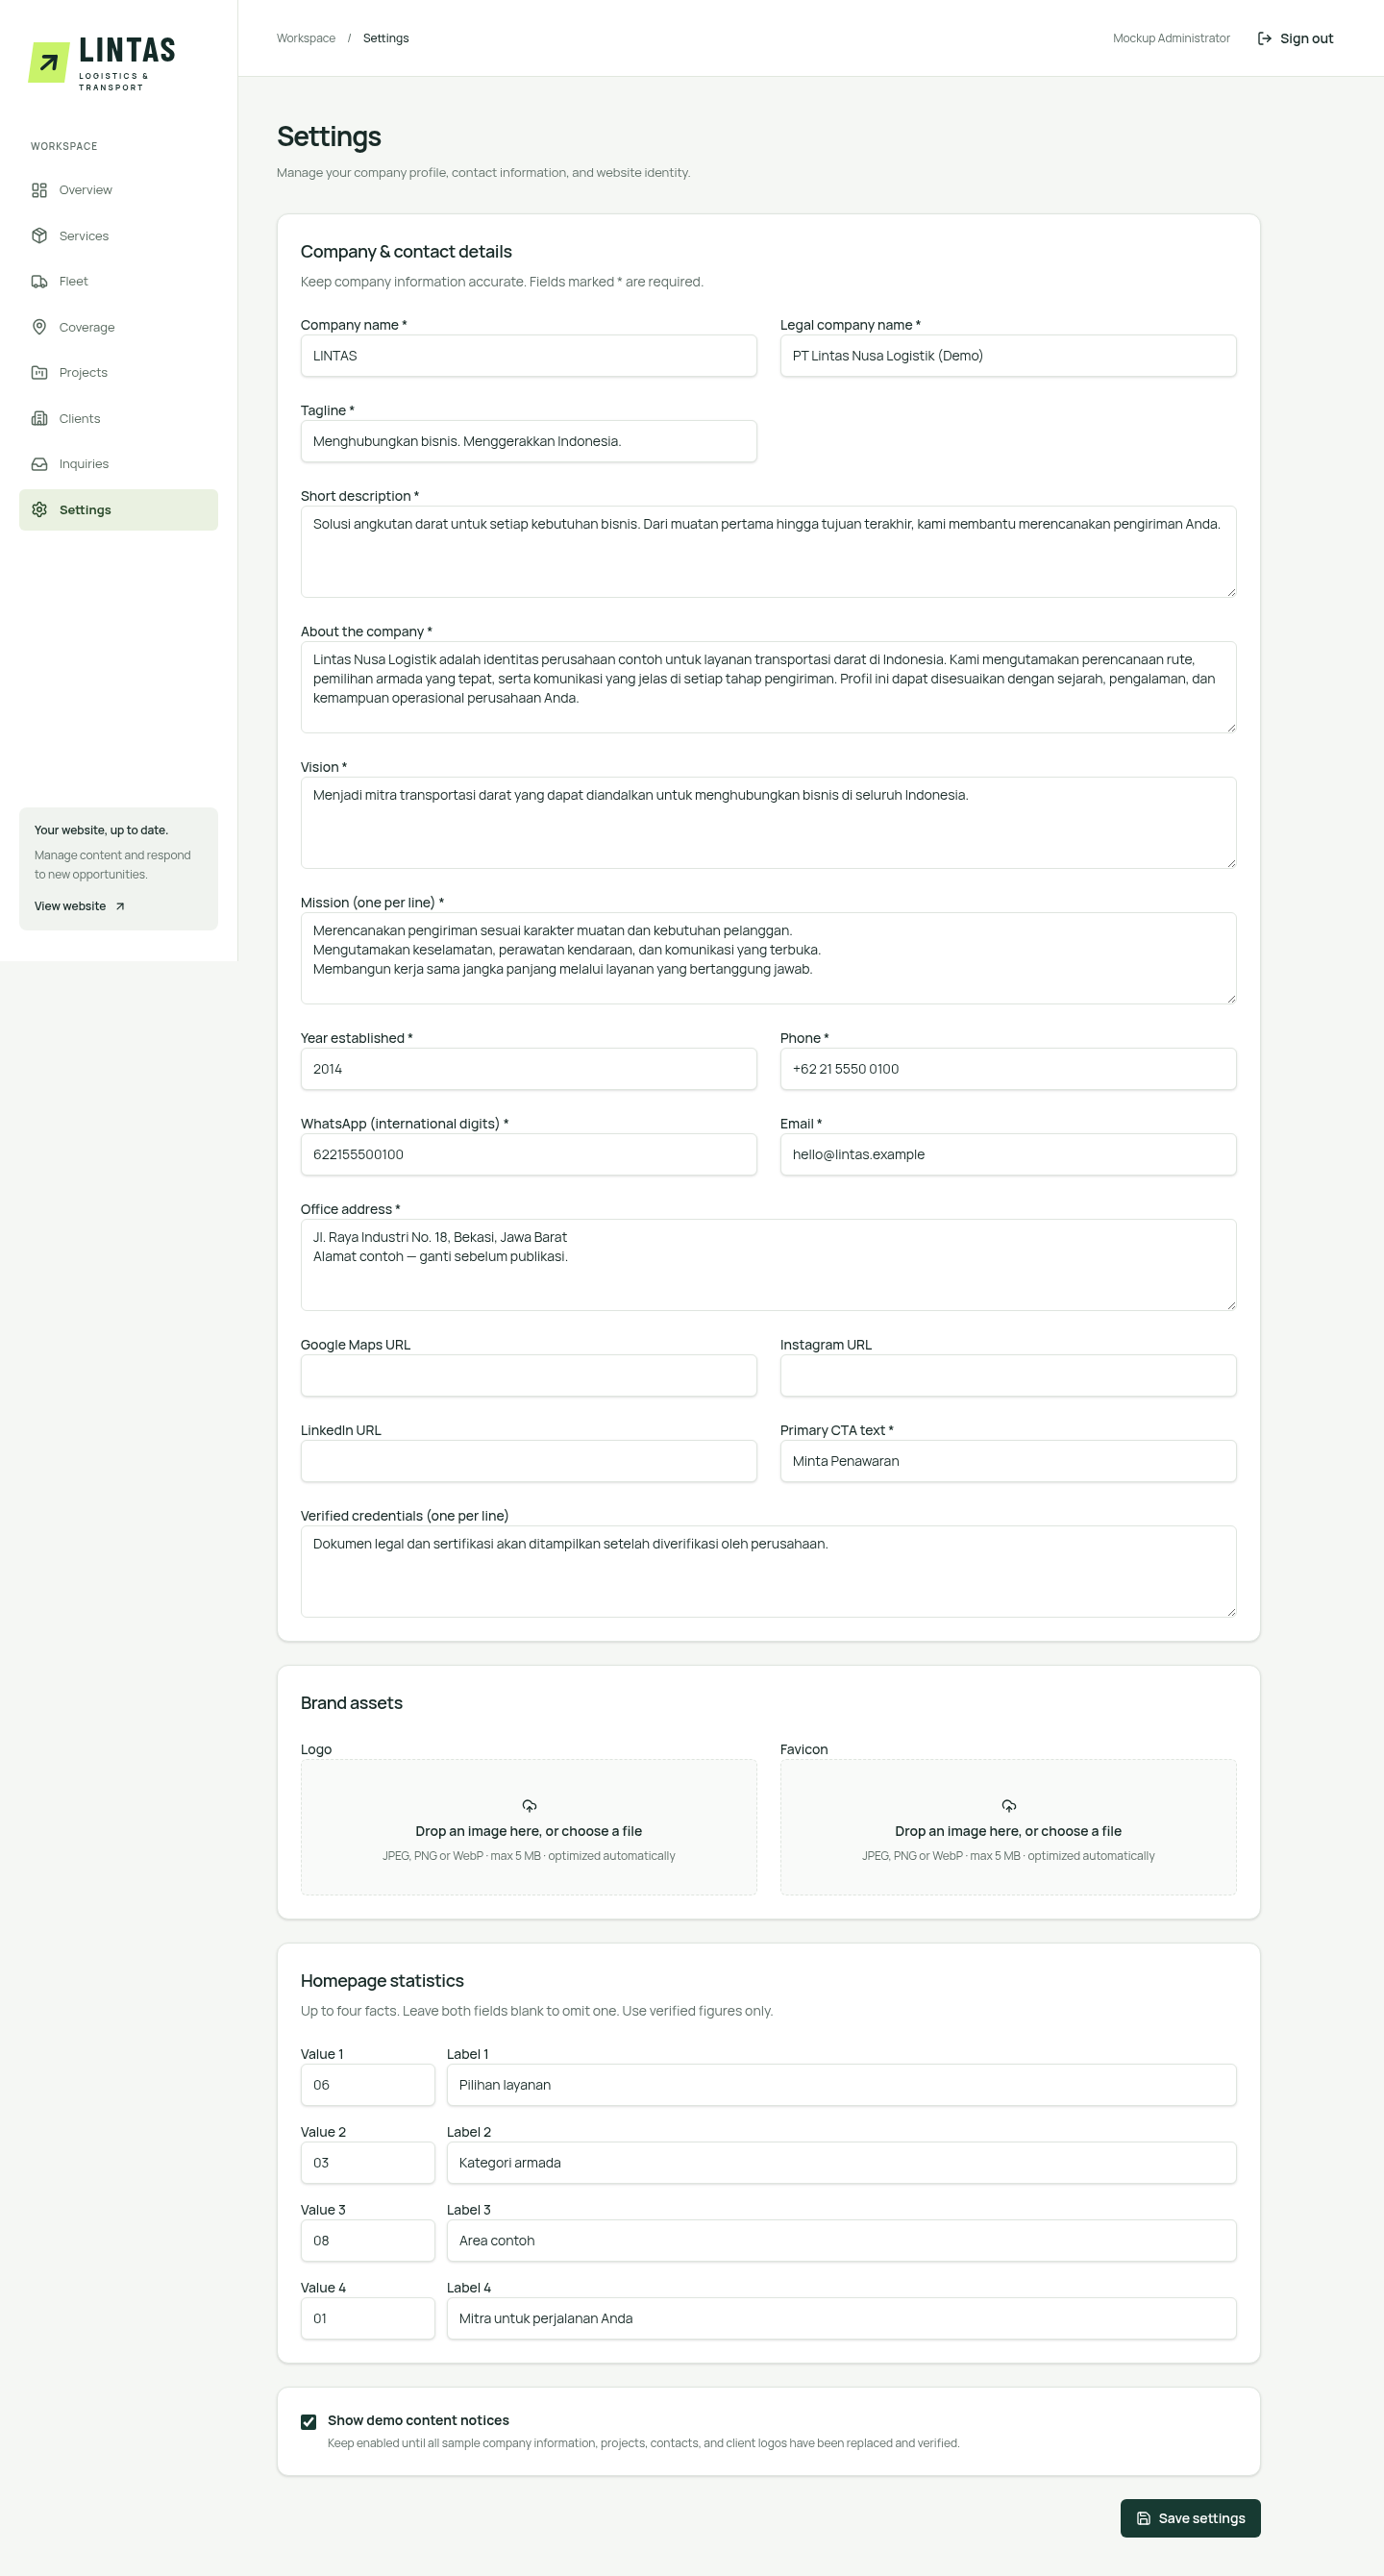 LINTAS
LOGISTICS &
TRANSPORT
WORKSPACE
Overview
Services
Fleet
Coverage
Projects
Clients
Inquiries
Settings
Your website, up to date.
Manage content and respond
to new opportunities.
View website
Workspace / Settings
Mockup Administrator
Sign out
Settings
Manage your company profile, contact information, and website identity.
Company & contact details
Keep company information accurate. Fields marked * are required.
Company name *
LINTAS
Legal company name *
PT Lintas Nusa Logistik (Demo)
Tagline *
Menghubungkan bisnis. Menggerakkan Indonesia.
Short description *
Solusi angkutan darat untuk setiap kebutuhan bisnis. Dari muatan pertama hingga tujuan terakhir, kami membantu merencanakan pengiriman Anda.
About the company *
Lintas Nusa Logistik adalah identitas perusahaan contoh untuk layanan transportasi darat di Indonesia. Kami mengutamakan perencanaan rute,
pemilihan armada yang tepat, serta komunikasi yang jelas di setiap tahap pengiriman. Profil ini dapat disesuaikan dengan sejarah, pengalaman, dan
kemampuan operasional perusahaan Anda.
Vision *
Menjadi mitra transportasi darat yang dapat diandalkan untuk menghubungkan bisnis di seluruh Indonesia.
Mission (one per line) *
Merencanakan pengiriman sesuai karakter muatan dan kebutuhan pelanggan.
Mengutamakan keselamatan, perawatan kendaraan, dan komunikasi yang terbuka.
Membangun kerja sama jangka panjang melalui layanan yang bertanggung jawab.
Year established *
2014
Phone *
+62 21 5550 0100
WhatsApp (international digits) *
622155500100
Email *
hello@lintas.example
Office address *
Jl. Raya Industri No. 18, Bekasi, Jawa Barat
Alamat contoh — ganti sebelum publikasi.
Google Maps URL
Instagram URL
LinkedIn URL
Primary CTA text *
Minta Penawaran
Verified credentials (one per line)
Dokumen legal dan sertifikasi akan ditampilkan setelah diverifikasi oleh perusahaan.
Brand assets
Logo
Drop an image here, or choose a file
JPEG, PNG or WebP · max 5 MB · optimized automatically
Favicon
Drop an image here, or choose a file
JPEG, PNG or WebP · max 5 MB · optimized automatically
Homepage statistics
Up to four facts. Leave both fields blank to omit one. Use verified figures only.
Value 1
06
Label 1
Pilihan layanan
Value 2
03
Label 2
Kategori armada
Value 3
08
Label 3
Area contoh
Value 4
01
Label 4
Mitra untuk perjalanan Anda
Show demo content notices
Keep enabled until all sample company information, projects, contacts, and client logos have been replaced and verified.
Save settings